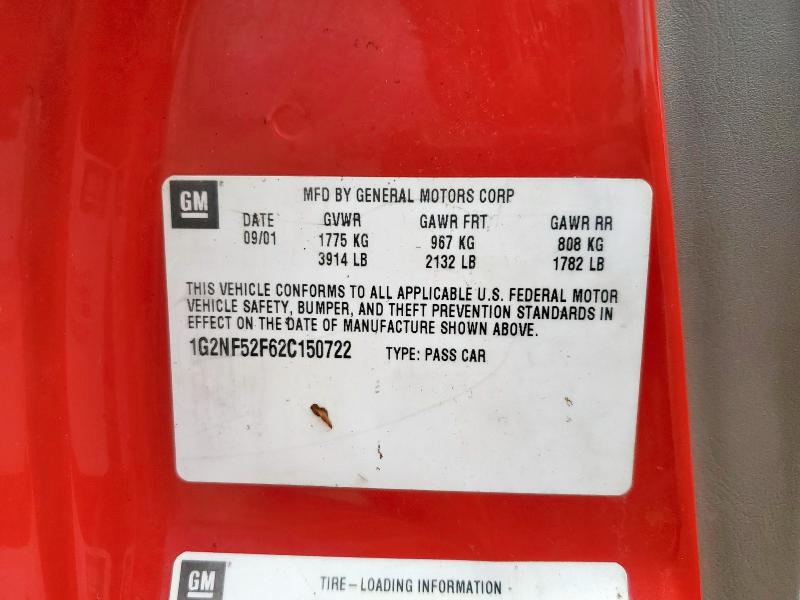 GM
MFD BY GENERAL MOTORS CORP
DATE GVWR GAWR FRT GAWR RR
09/01 1775 KG 967 KG 808 KG
3914 LB 2132 LB 1782 LB
THIS VEHICLE CONFORMS TO ALL APPLICABLE U.S. FEDERAL MOTOR
VEHICLE SAFETY, BUMPER, AND THEFT PREVENTION STANDARDS IN
EFFECT ON THE DATE OF MANUFACTURE SHOWN ABOVE.
1G2NF52F62C150722 TYPE: PASS CAR
GM
TIRE-LOADING INFORMATION